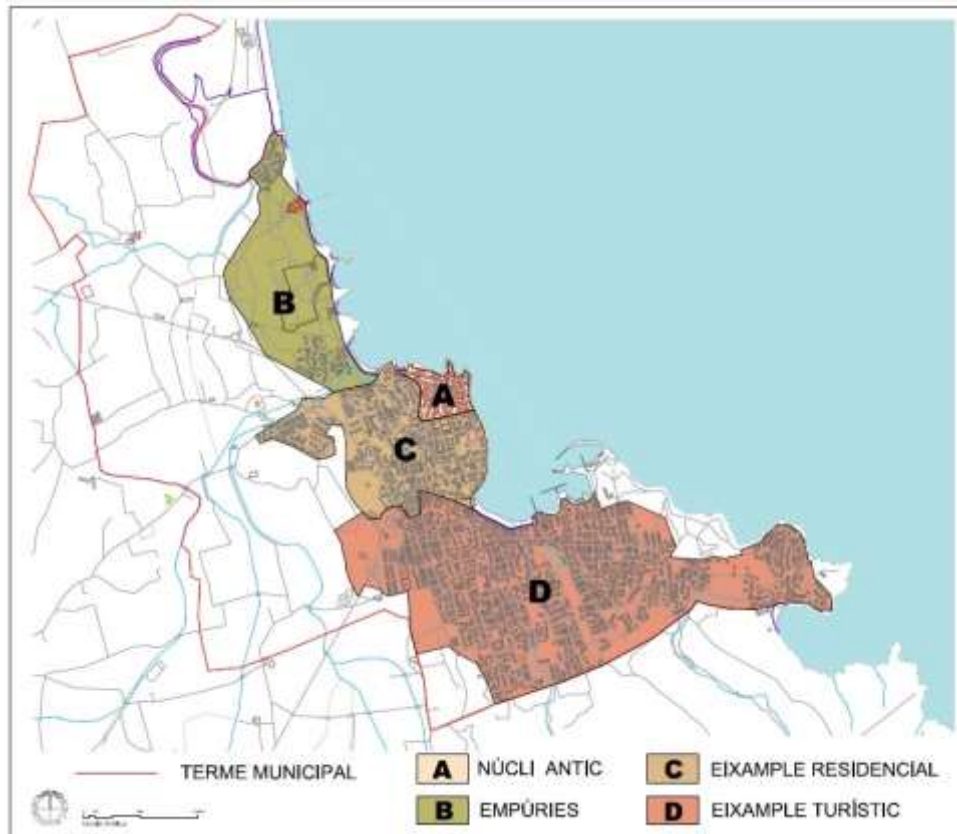 B
A
C
D
TERME MUNICIPAL
A NÚCLI ANTIC
B EMPÚRIES
C EIXAMPLE RESIDENCIAL
D EIXAMPLE TURÍSTIC